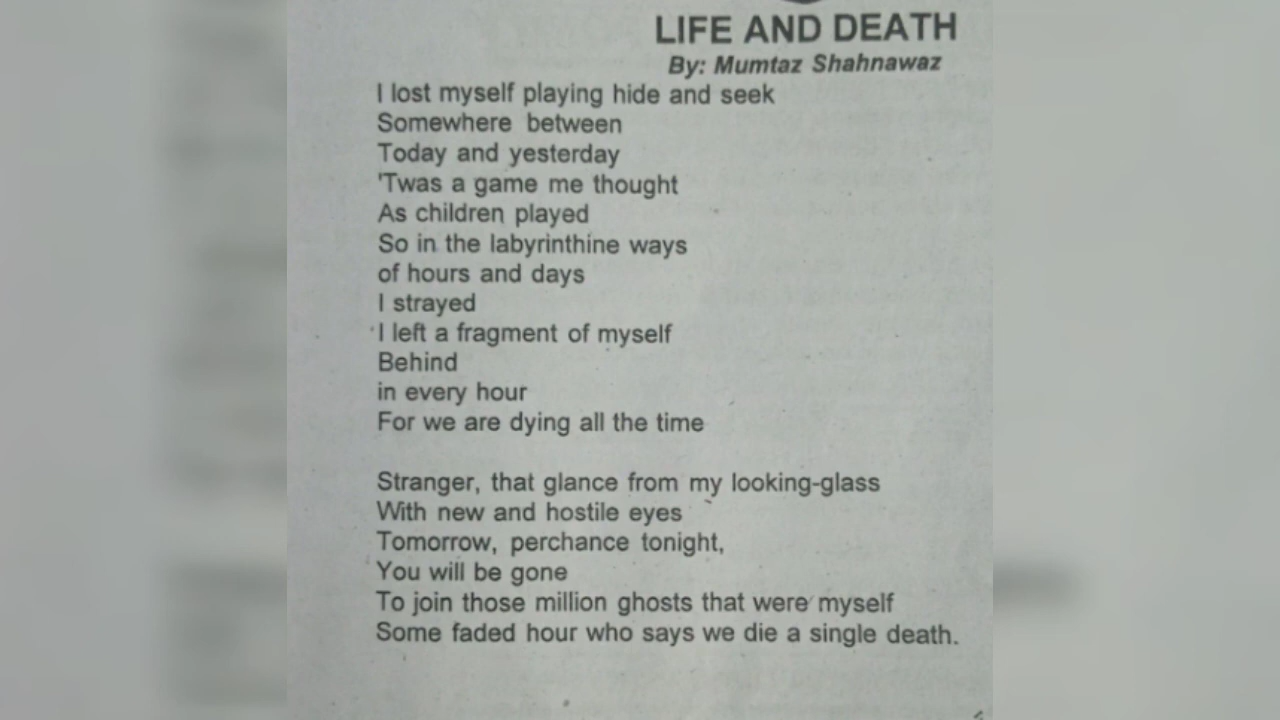 LIFE AND DEATH
By: Mumtaz Shahnawaz
I lost myself playing hide and seek
Somewhere between
Today and yesterday
'Twas a game me thought
As children played
So in the labyrinthine ways
of hours and days
I strayed
I left a fragment of myself
Behind
in every hour
For we are dying all the time
Stranger, that glance from my looking-glass
With new and hostile eyes
Tomorrow, perchance tonight,
You will be gone
To join those million ghosts that were myself
Some faded hour who says we die a single death.